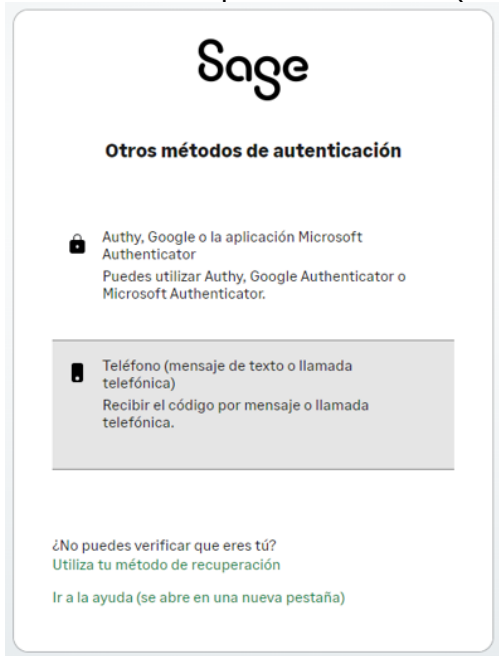 Sage
Otros métodos de autenticación
Authy, Google o la aplicación Microsoft
Authenticator
Puedes utilizar Authy, Google Authenticator o
Microsoft Authenticator.
Teléfono (mensaje de texto o llamada
telefónica)
Recibir el código por mensaje o llamada
telefónica.
¿No puedes verificar que eres tú?
Utiliza tu método de recuperación
Ir a la ayuda (se abre en una nueva pestaña)